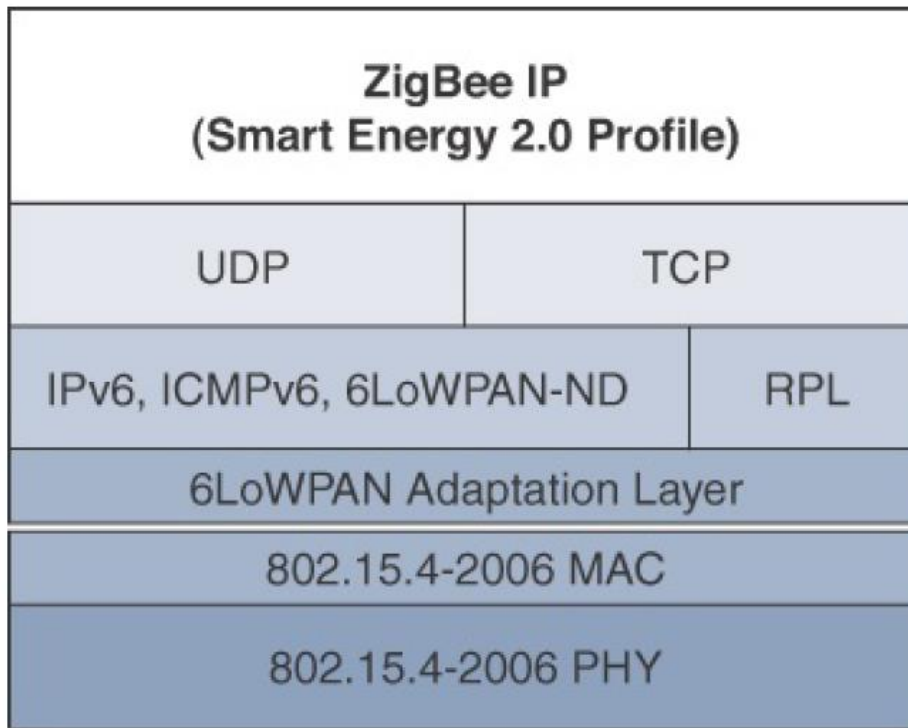 ZigBee IP
(Smart Energy 2.0 Profile)
UDP
TCP
IPv6, ICMPv6, 6LoWPAN-ND
RPL
6LoWPAN Adaptation Layer
802.15.4-2006 MAC
802.15.4-2006 PHY